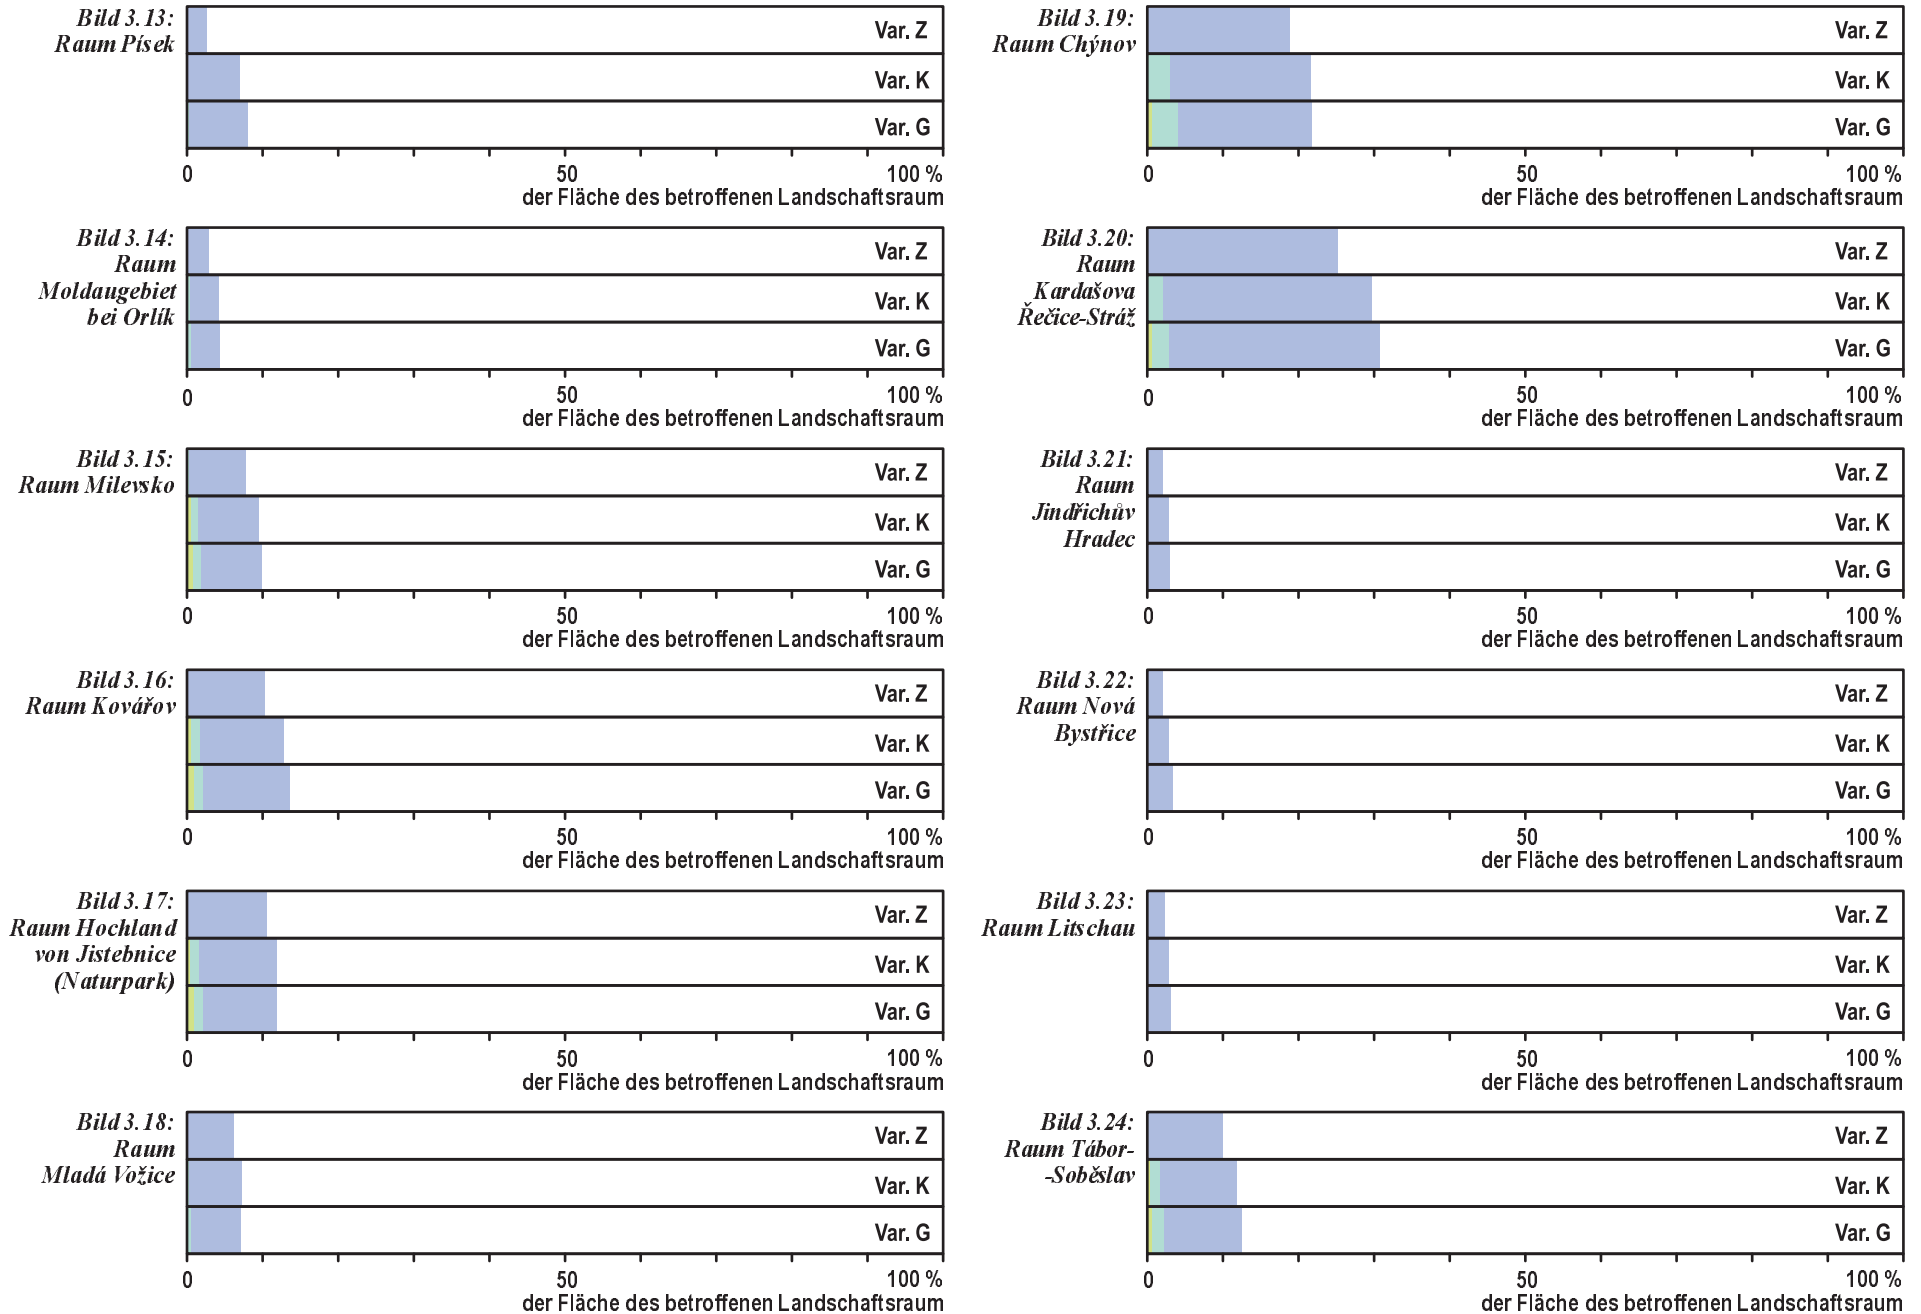 Bild 3.13:
Raum Písek
Var. Z
Var. K
Var. G
0 50 100 %
der Fläche des betroffenen Landschaftsraum
Bild 3.14:
Raum
Moldaugebiet
bei Orlík
Var. Z
Var. K
Var. G
0 50 100 %
der Fläche des betroffenen Landschaftsraum
Bild 3.15:
Raum Milevsko
Var. Z
Var. K
Var. G
0 50 100 %
der Fläche des betroffenen Landschaftsraum
Bild 3.16:
Raum Kovářov
Var. Z
Var. K
Var. G
0 50 100 %
der Fläche des betroffenen Landschaftsraum
Bild 3.17:
Raum Hochland
von Jistebnice
(Naturpark)
Var. Z
Var. K
Var. G
0 50 100 %
der Fläche des betroffenen Landschaftsraum
Bild 3.18:
Raum
Mladá Vožice
Var. Z
Var. K
Var. G
0 50 100 %
der Fläche des betroffenen Landschaftsraum
Bild 3.19:
Raum Chýnov
Var. Z
Var. K
Var. G
0 50 100 %
der Fläche des betroffenen Landschaftsraum
Bild 3.20:
Raum
Kardašova
Řečice-Stráž
Var. Z
Var. K
Var. G
0 50 100 %
der Fläche des betroffenen Landschaftsraum
Bild 3.21:
Raum
Jindřichův
Hradec
Var. Z
Var. K
Var. G
0 50 100 %
der Fläche des betroffenen Landschaftsraum
Bild 3.22:
Raum Nová
Bystřice
Var. Z
Var. K
Var. G
0 50 100 %
der Fläche des betroffenen Landschaftsraum
Bild 3.23:
Raum Litschau
Var. Z
Var. K
Var. G
0 50 100 %
der Fläche des betroffenen Landschaftsraum
Bild 3.24:
Raum Tábor-
-Soběslav
Var. Z
Var. K
Var. G
0 50 100 %
der Fläche des betroffenen Landschaftsraum